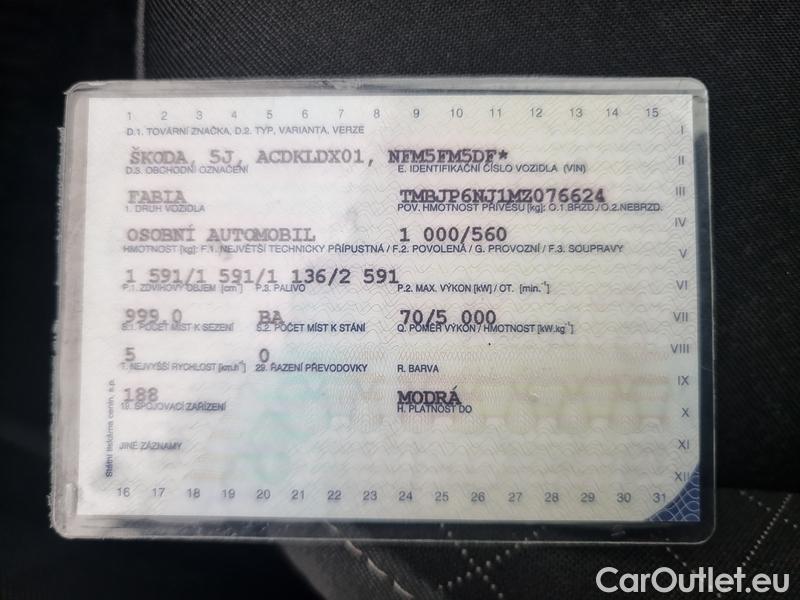 1 2 3 4 5 6 7 8 9 10 11 12 13 14 15
D.1. TOVÁRNÍ ZNAČKA, D.2. TYP, VARIANTA, VERZE
I
ŠKODA, 5J, ACDKLDX01, NFM5FM5DF*
II
D.3. OBCHODNÍ OZNAČENÍ E. IDENTIFIKAČNÍ ČÍSLO VOZIDLA (VIN)
FABIA TMBJP6NJ1MZ076624
III
1. DRUH VOZIDLA POV. HMOTNOST PŘÍVĚSU [kg]: O.1.BRZD./O.2.NEBRZD.
IV
OSOBNÍ AUTOMOBIL 1 000/560
HMOTNOST [kg]: F.1. NEJVĚTŠÍ TECHNICKY PŘÍPUSTNÁ / F.2. POVOLENÁ / G. PROVOZNÍ / F.3. SOUPRAVY
V
1 591/1 591/1 136/2 591
P.1. ZDVIHOVÝ OBJEM [cm³] P.3. PALIVO P.2. MAX. VÝKON [kW] / OT. [min.⁻¹]
VI
999.0 BA 70/5 000
VII
S.1. POČET MÍST K SEZENÍ S.2. POČET MÍST K STÁNÍ Q. POMĚR VÝKON / HMOTNOST [kW.kg⁻¹]
5 0
VIII
T. NEJVYŠŠÍ RYCHLOST [km.h⁻¹] 29. ŘAZENÍ PŘEVODOVKY R. BARVA
IX
188 MODRÁ
19. SPOJOVACÍ ZAŘÍZENÍ H. PLATNOST DO
X
JINÉ ZÁZNAMY
XI
XII
Státní tiskárna cenin, s.p.
16 17 18 19 20 21 22 23 24 25 26 27 28 29 30 31
CarOutlet.eu